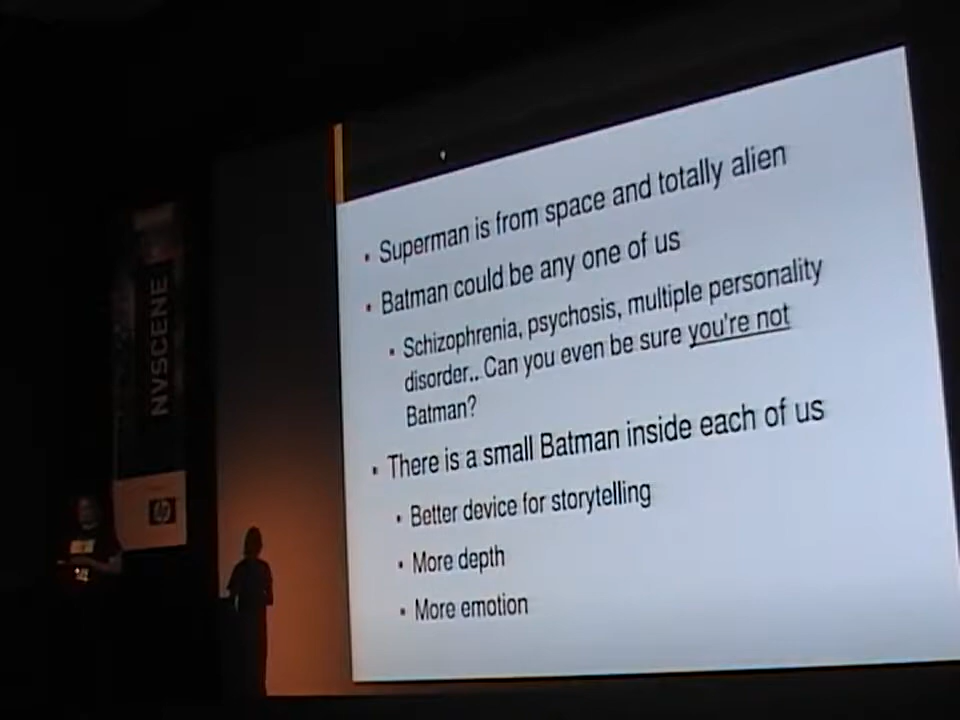 Superman is from space and totally alien
Batman could be any one of us
Schizophrenia, psychosis, multiple personality
disorder.. Can you even be sure you're not
Batman?
There is a small Batman inside each of us
Better device for storytelling
More depth
More emotion
NVSCENE
hp